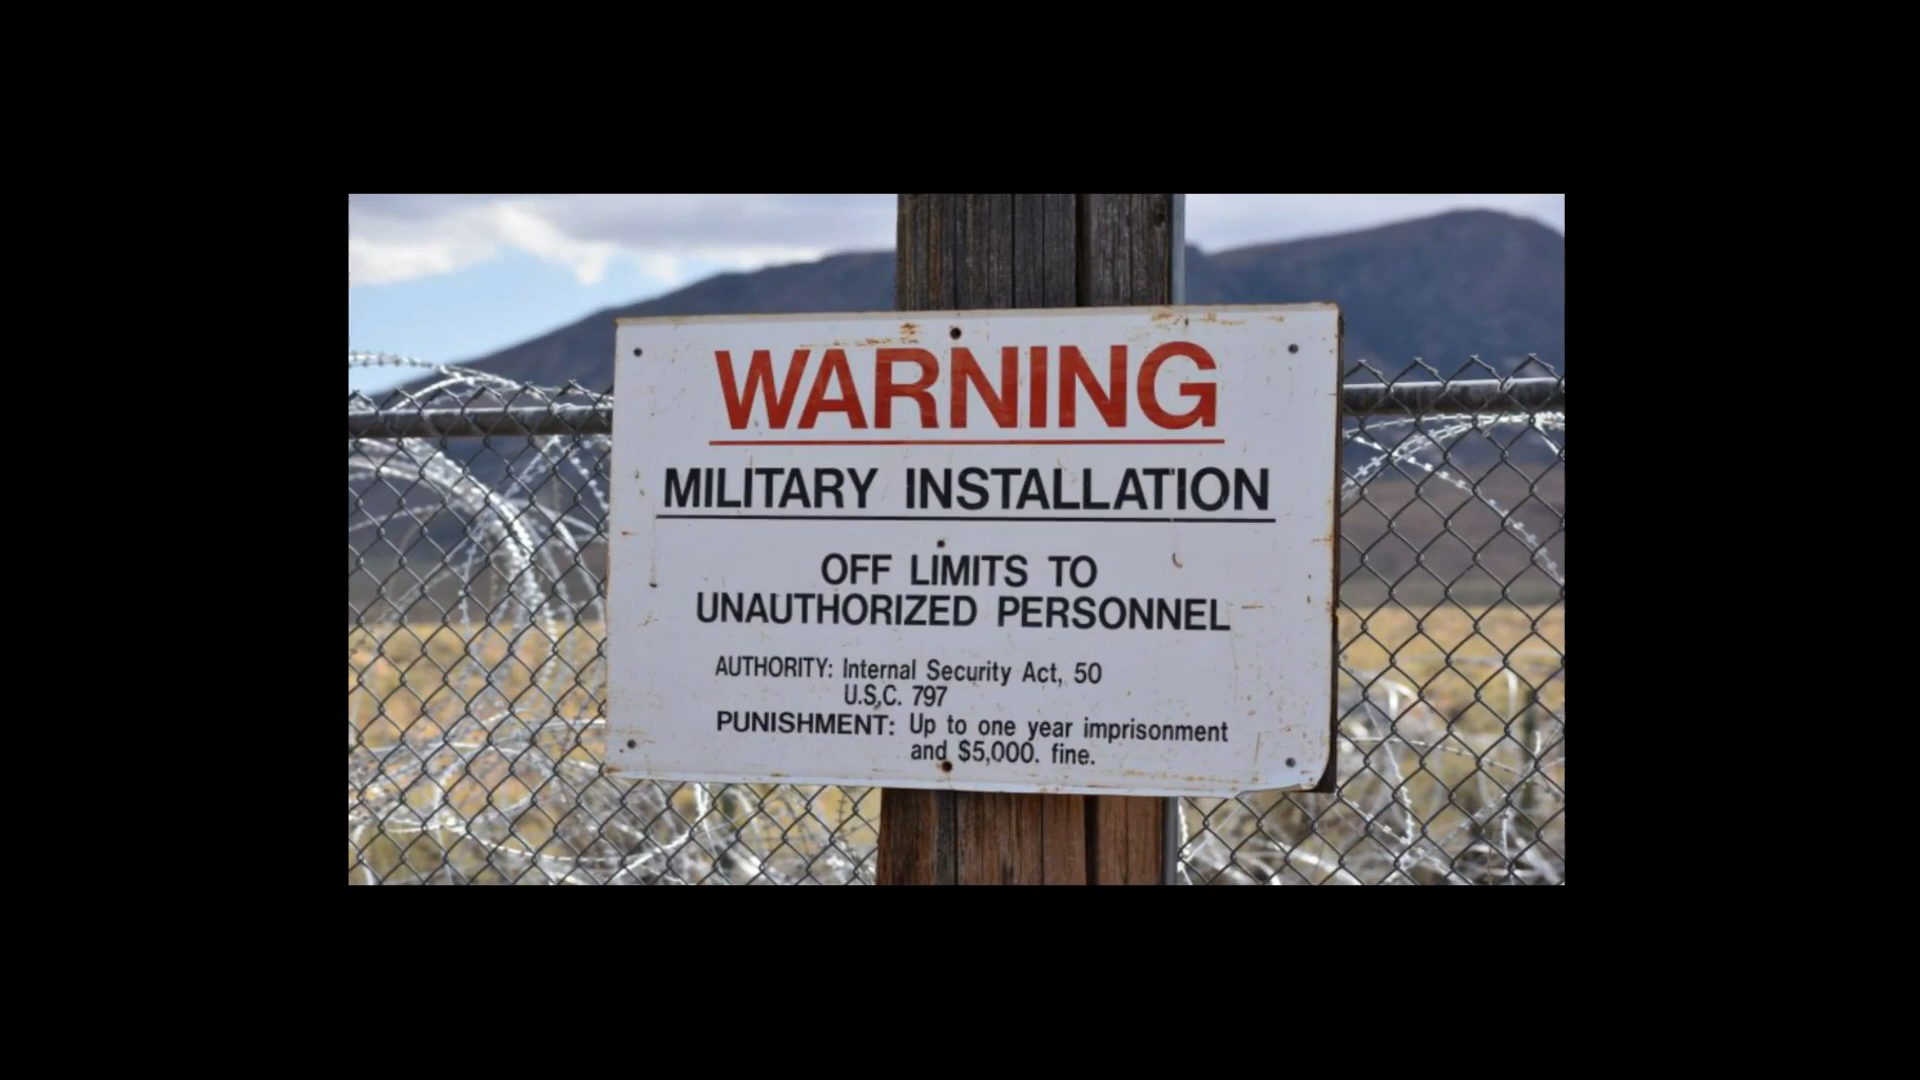 WARNING
MILITARY INSTALLATION
OFF LIMITS TO
UNAUTHORIZED PERSONNEL
AUTHORITY: Internal Security Act, 50
U.S.C. 797
PUNISHMENT: Up to one year imprisonment
and $5,000. fine.